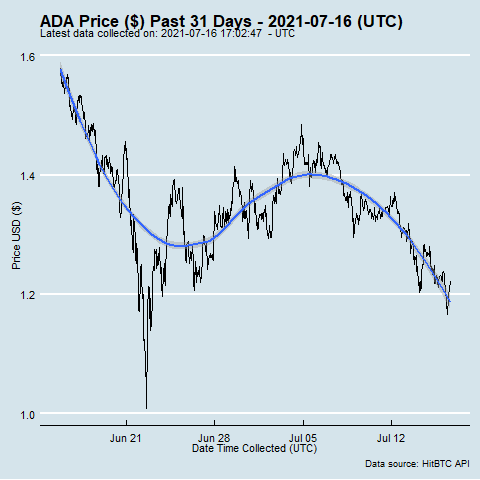 ADA Price ($) Past 31 Days - 2021-07-16 (UTC)
Latest data collected on: 2021-07-16 17:02:47  - UTC
1.6
1.4
1.2
1.0
Price USD ($)
Jun 21 Jun 28 Jul 05 Jul 12
Date Time Collected (UTC)
Data source: HitBTC API